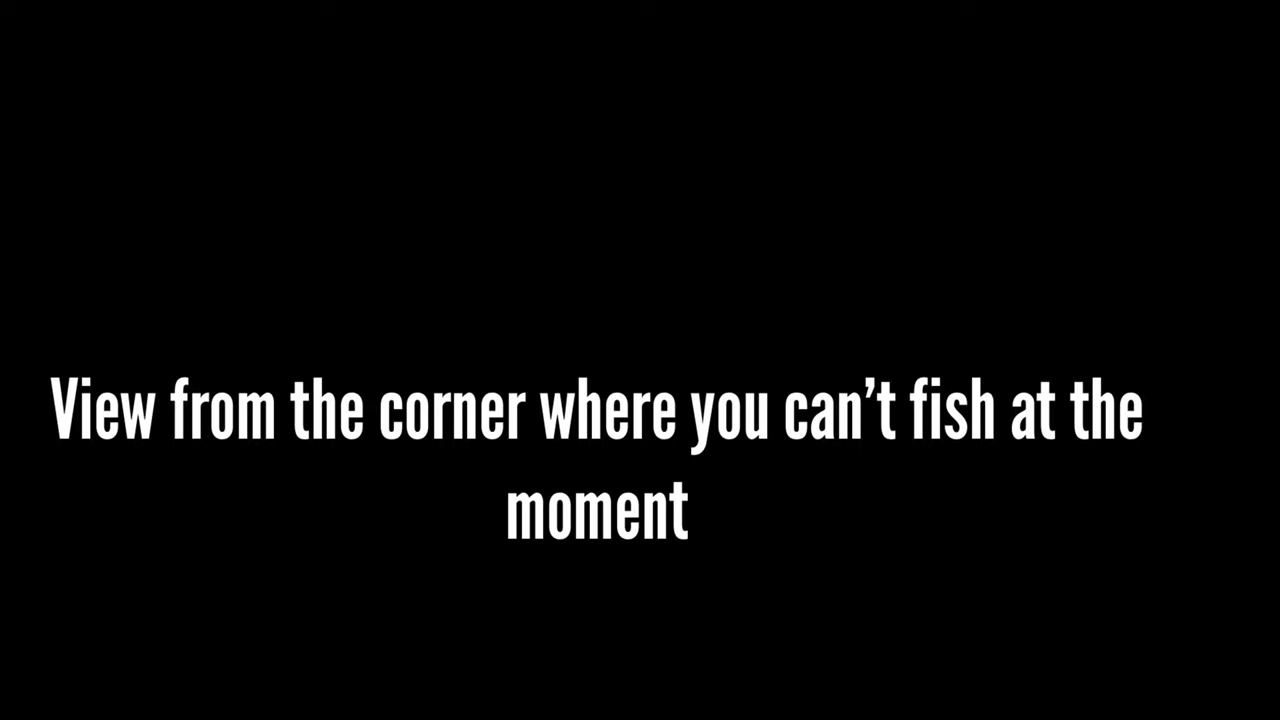 View from the corner where you can’t fish at the
moment